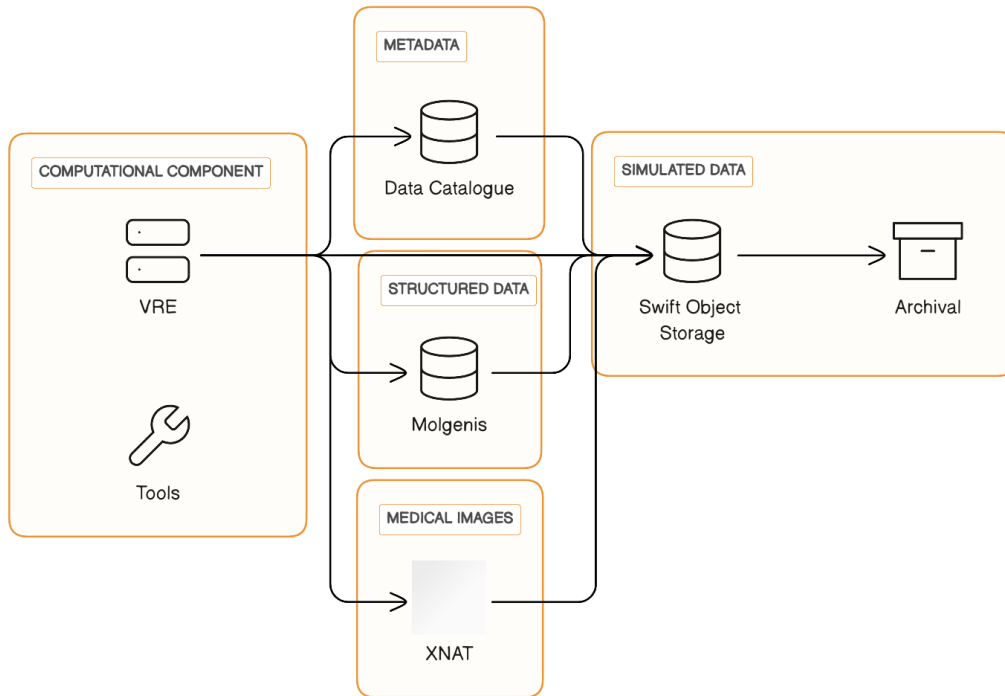 METADATA
Data Catalogue
COMPUTATIONAL COMPONENT
VRE
Tools
STRUCTURED DATA
Molgenis
MEDICAL IMAGES
XNAT
SIMULATED DATA
Swift Object
Storage
Archival